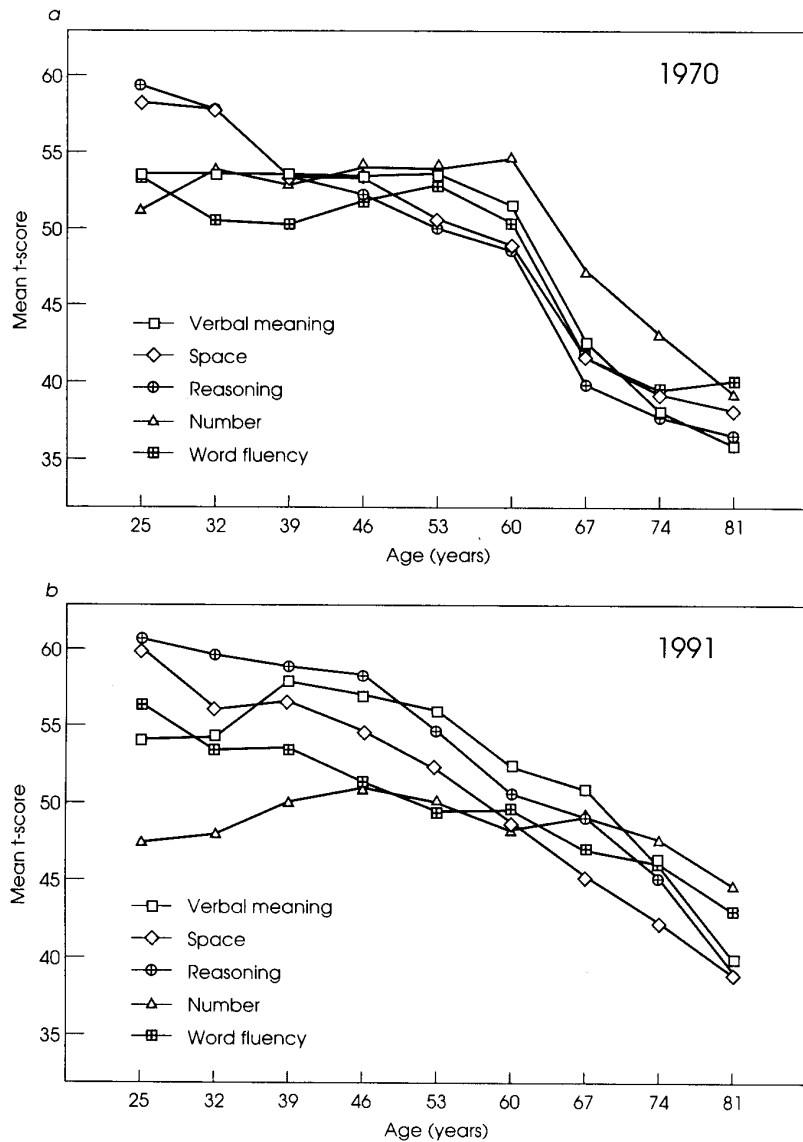 a
1970
60
55
50
45
40
35
Mean t-score
Verbal meaning
Space
Reasoning
Number
Word fluency
25 32 39 46 53 60 67 74 81
Age (years)
b
1991
60
55
50
45
40
35
Mean t-score
Verbal meaning
Space
Reasoning
Number
Word fluency
25 32 39 46 53 60 67 74 81
Age (years)